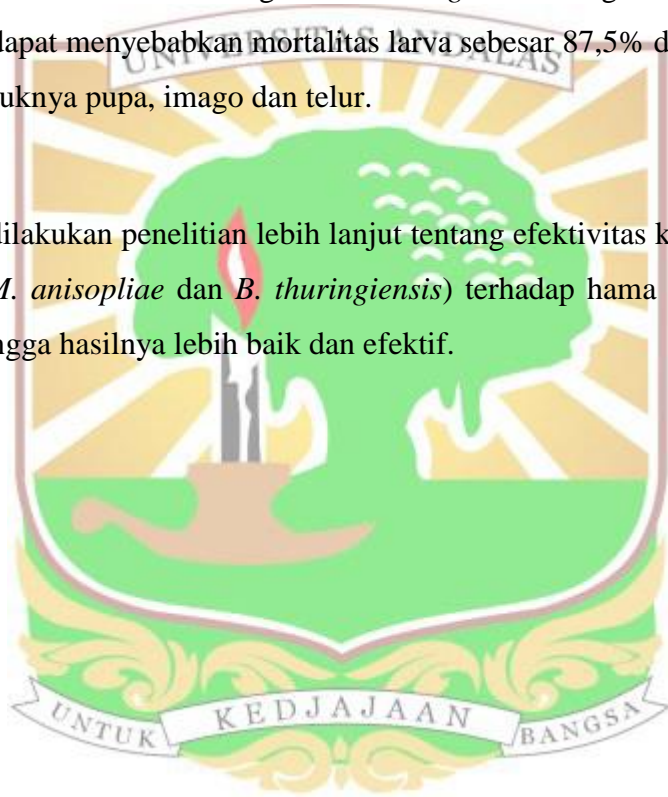 dapat menyebabkan mortalitas larva sebesar 87,5% d
UNIVERSITAS ANDALAS
uknya pupa, imago dan telur.
dilakukan penelitian lebih lanjut tentang efektivitas k
M. anisopliae dan B. thuringiensis) terhadap hama
ngga hasilnya lebih baik dan efektif.
UNTUK KEDJAJAAN BANGSA